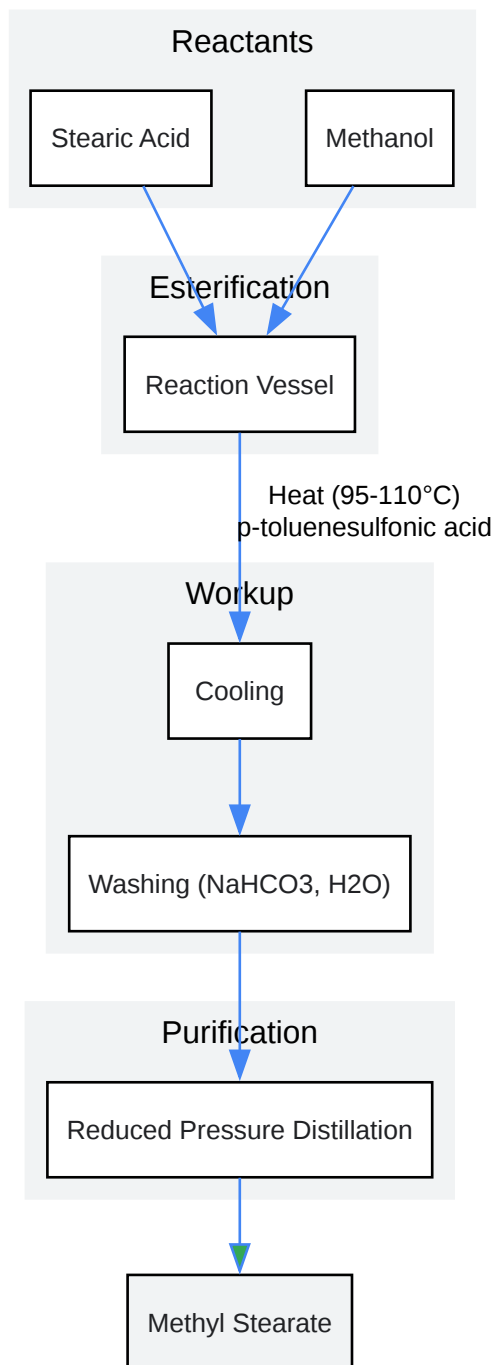 Reactants
Stearic Acid
Methanol
Esterification
Reaction Vessel
Heat (95-110°C)
p-toluenesulfonic acid
Workup
Cooling
Washing (NaHCO3, H2O)
Purification
Reduced Pressure Distillation
Methyl Stearate